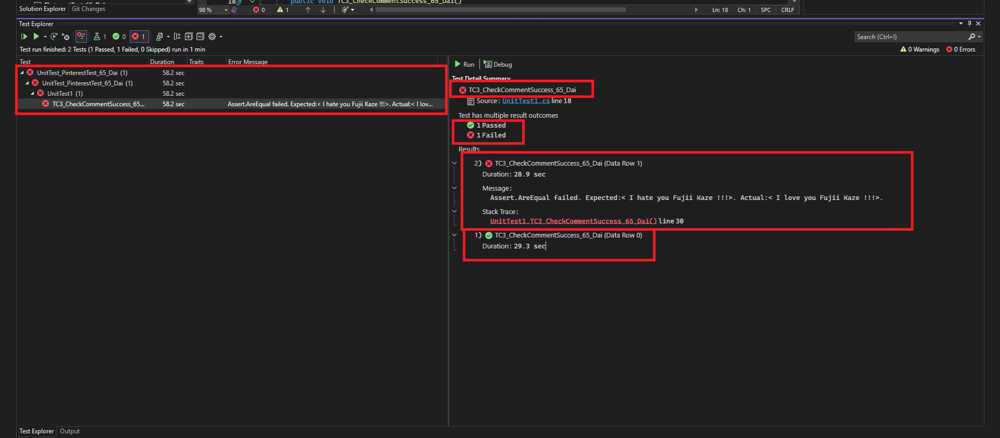 18
public void TC3_CheckCommentSuccess_65_Dai()
Solution Explorer
Git Changes
98 %
0
1
Ln: 18
Ch: 1
SPC
CRLF
Test Explorer
1
0
1
Search (Ctrl+I)
Test run finished: 2 Tests (1 Passed, 1 Failed, 0 Skipped) run in 1 min
0 Warnings
0 Errors
Test
Duration
Traits
Error Message
UnitTest_PinterestTest_65_Dai (1)
58.2 sec
UnitTest_PinterestTest_65_Dai (1)
58.2 sec
UnitTest1 (1)
58.2 sec
TC3_CheckCommentSuccess_65...
58.2 sec
Assert.AreEqual failed. Expected:< I hate you Fujii Kaze !!!>. Actual:< I lov...
Run
Debug
Test Detail Summary
TC3_CheckCommentSuccess_65_Dai
Source: UnitTest1.cs line 18
Test has multiple result outcomes
1 Passed
1 Failed
Results
2) TC3_CheckCommentSuccess_65_Dai (Data Row 1)
Duration: 28.9 sec
Message:
Assert.AreEqual failed. Expected:< I hate you Fujii Kaze !!!>. Actual:< I love you Fujii Kaze !!!>.
Stack Trace:
UnitTest1.TC3_CheckCommentSuccess_65_Dai() line 30
1) TC3_CheckCommentSuccess_65_Dai (Data Row 0)
Duration: 29.3 sec
Test Explorer
Output